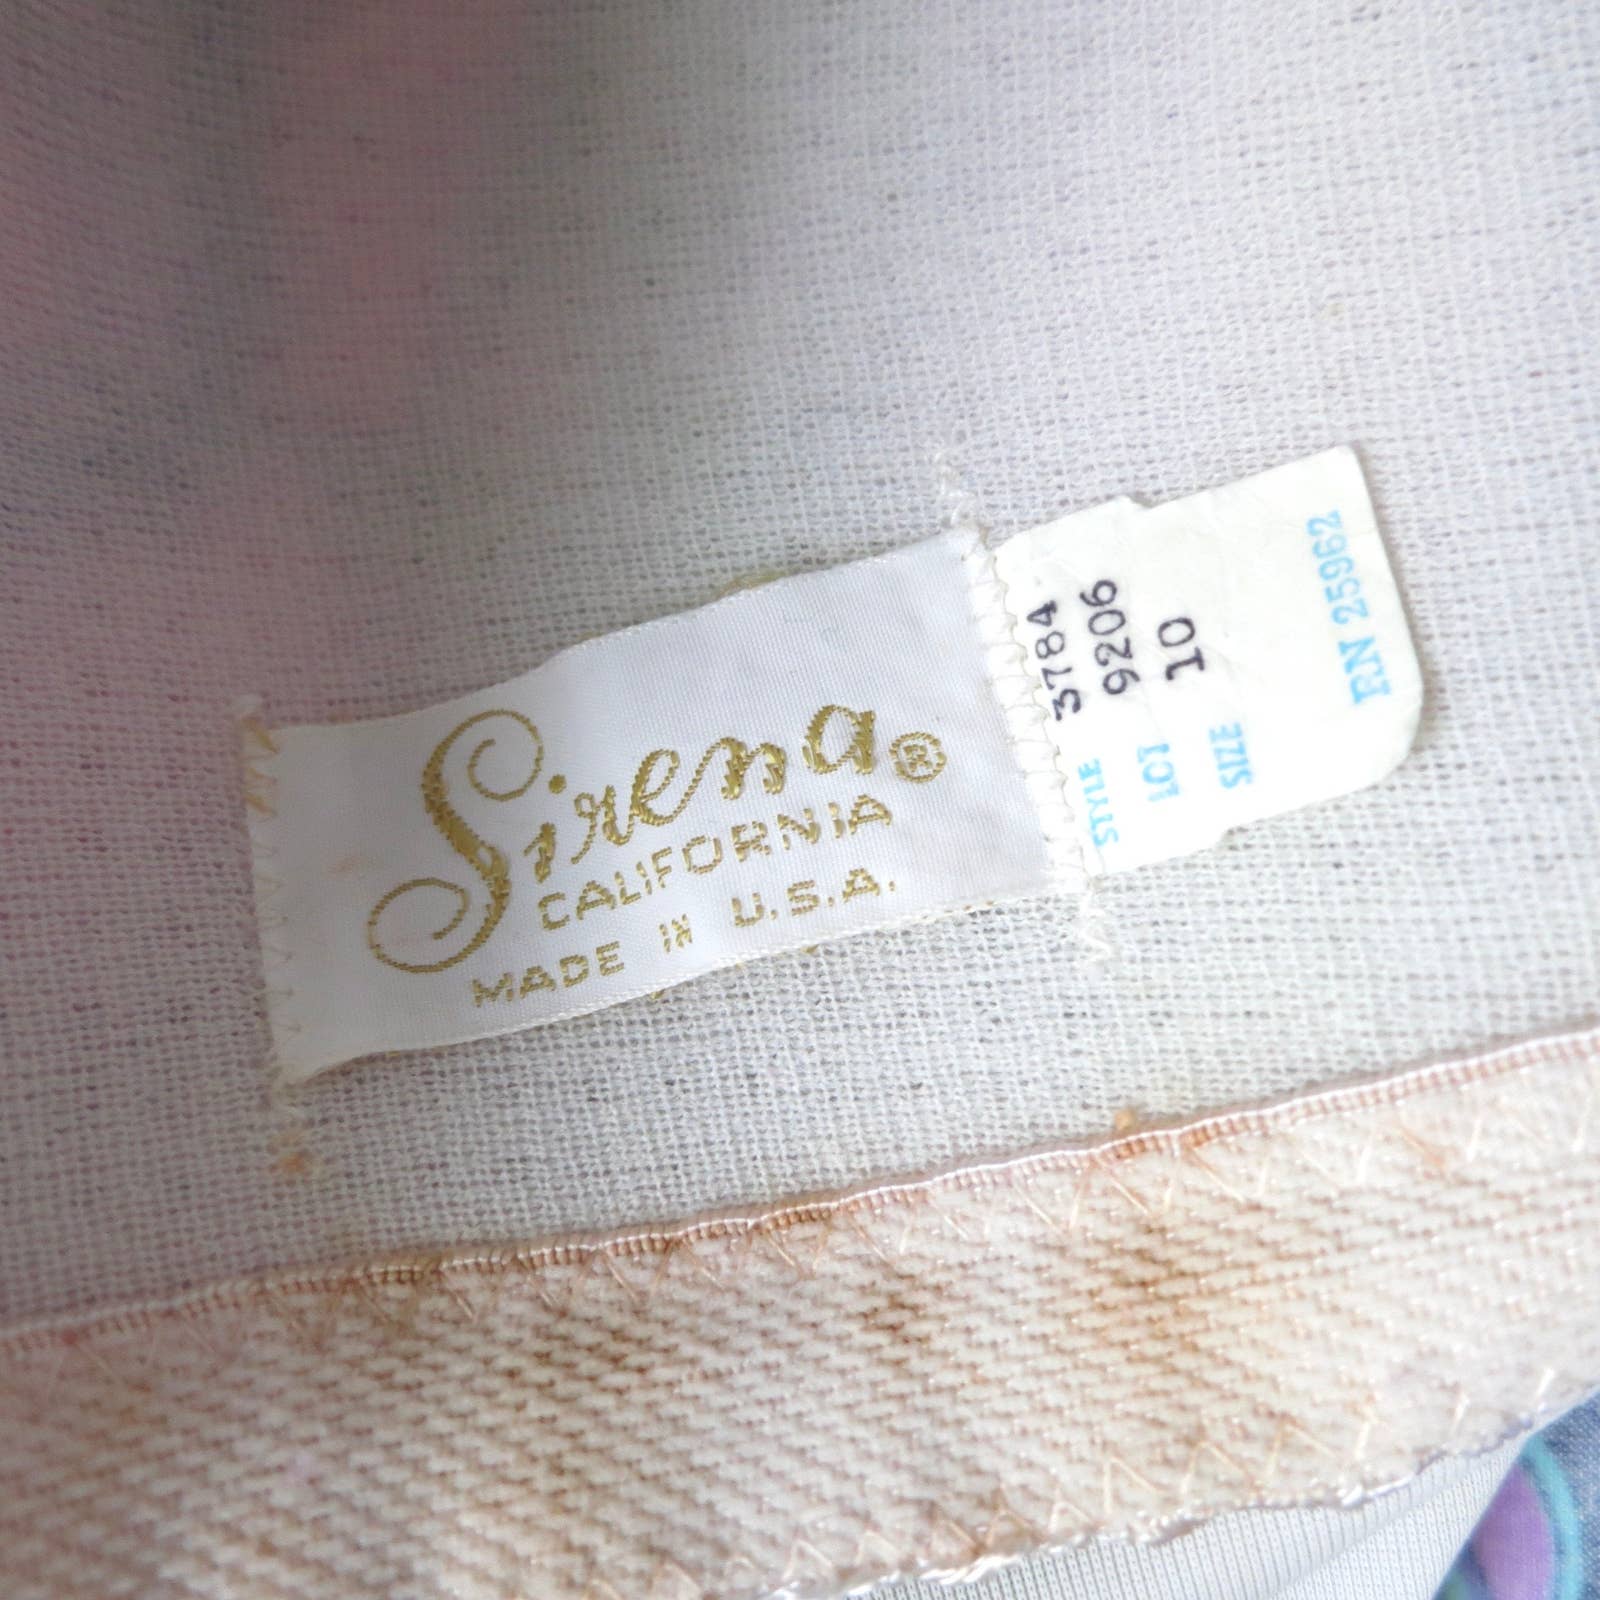 Sirena®
CALIFORNIA
MADE IN U.S.A.
STYLE 3784
LOT 9206
SIZE 10
RN 25962